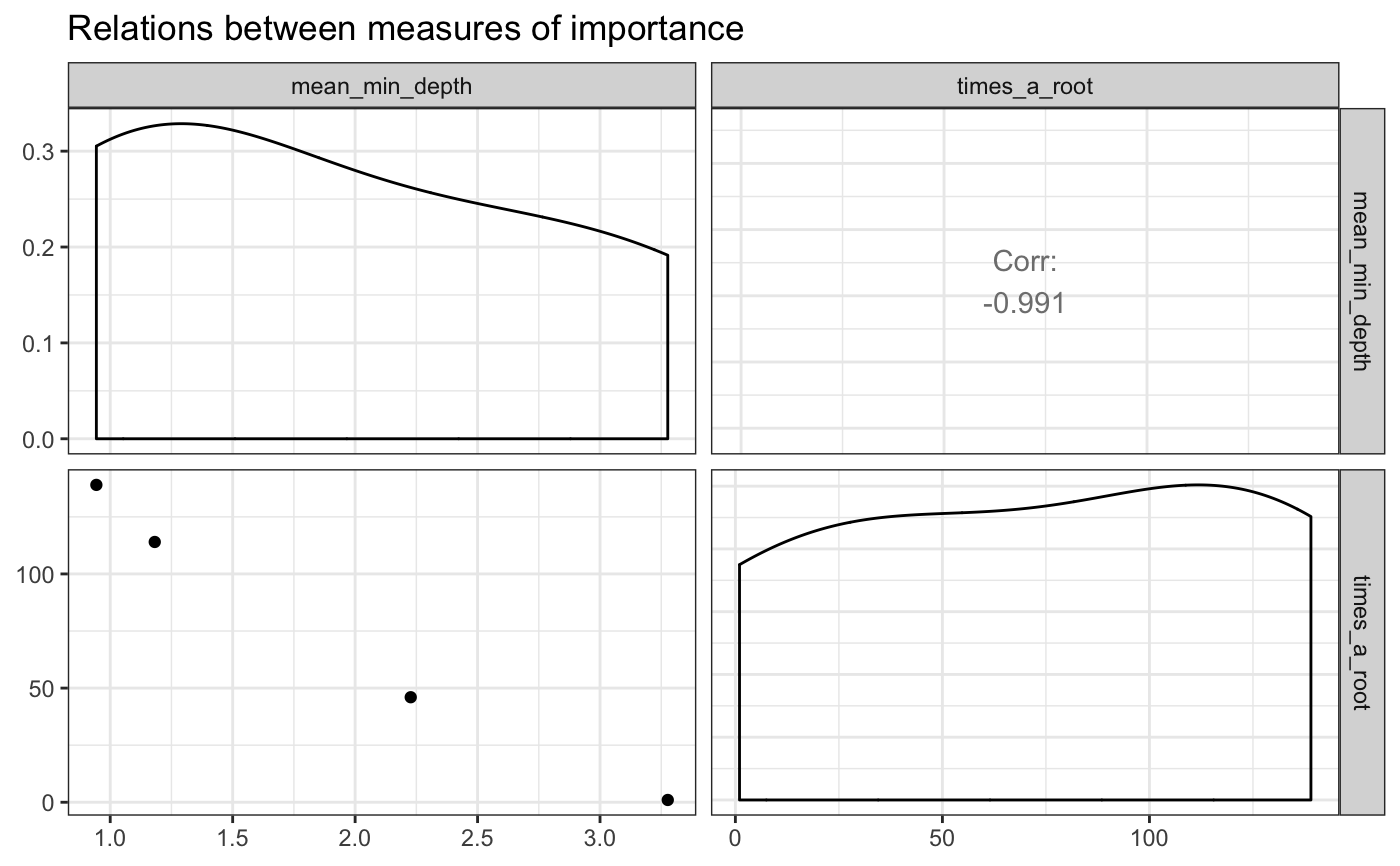 Relations between measures of importance
mean_min_depth
times_a_root
0.3
0.2
0.1
0.0
Corr:
-0.991
mean_min_depth
100
50
0
times_a_root
1.0 1.5 2.0 2.5 3.0
0 50 100